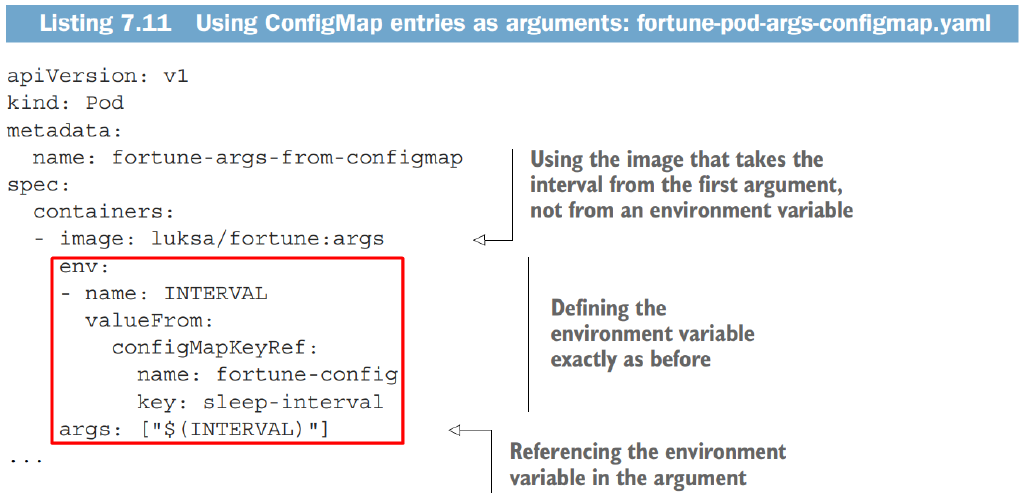 Listing 7.11 Using ConfigMap entries as arguments: fortune-pod-args-configmap.yaml
apiVersion: v1
kind: Pod
metadata:
  name: fortune-args-from-configmap
spec:
  containers:
  - image: luksa/fortune:args
    env:
    - name: INTERVAL
      valueFrom:
        configMapKeyRef:
          name: fortune-config
          key: sleep-interval
    args: ["$(INTERVAL)"]
...
Using the image that takes the
interval from the first argument,
not from an environment variable
Defining the
environment variable
exactly as before
Referencing the environment
variable in the argument